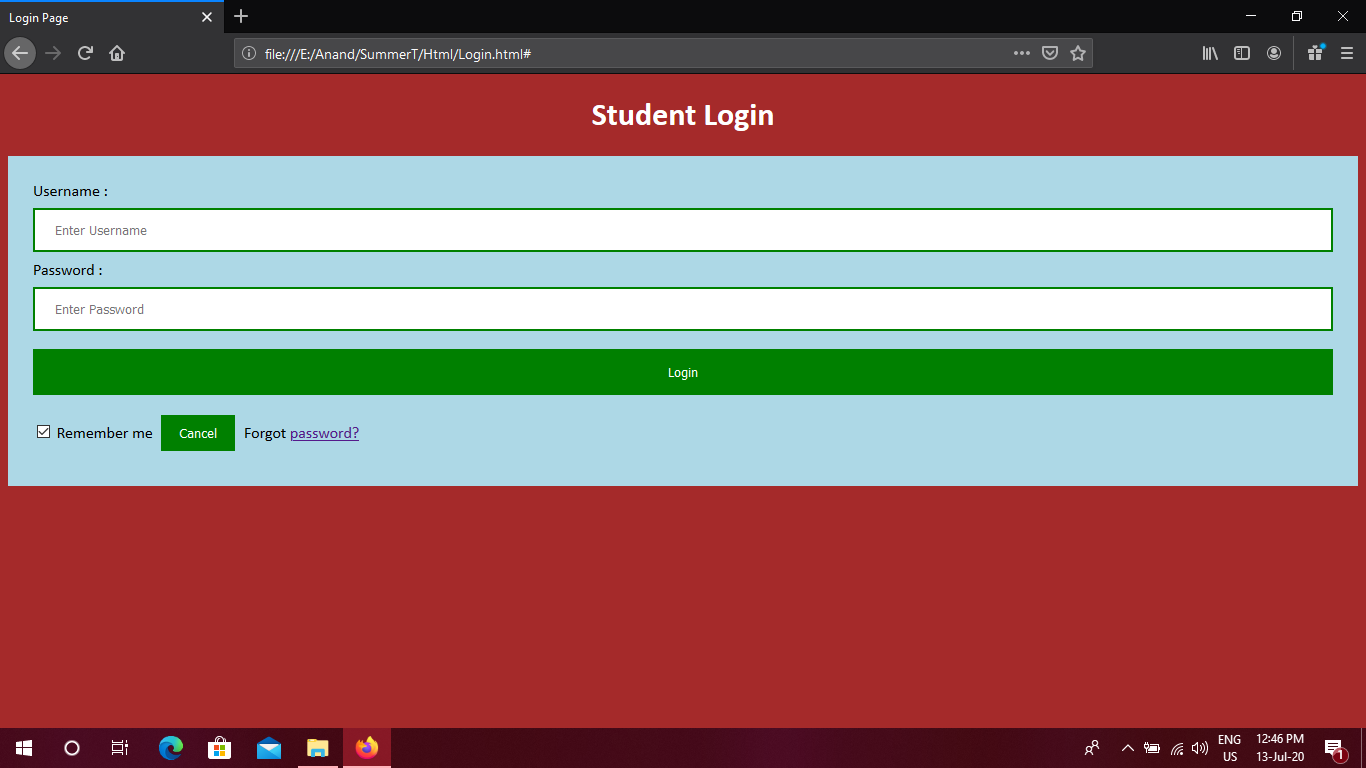 Login Page
file:///E:/Anand/SummerT/Html/Login.html#
Student Login
Username :
Enter Username
Password :
Enter Password
Login
Remember me Cancel Forgot password?
ENG 12:46 PM
US 13-Jul-20 1